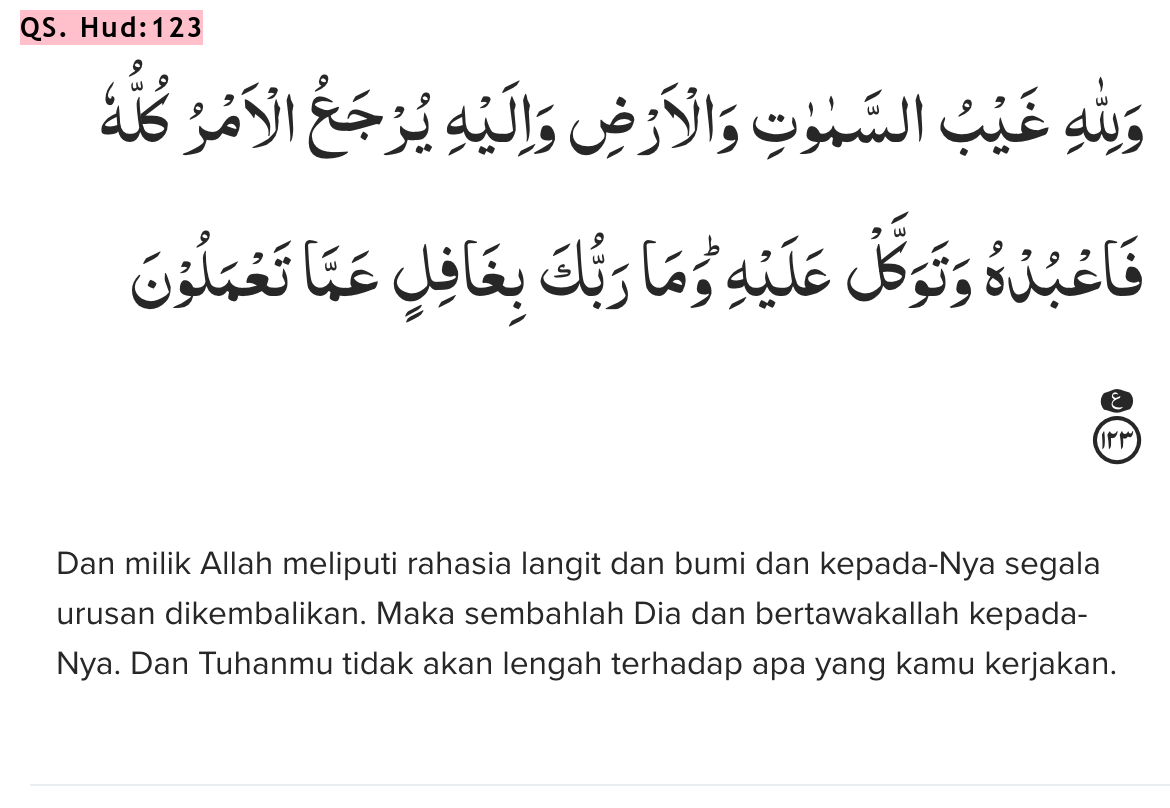 QS. Hud:123
وَلِلّٰهِ غَيْبُ السَّمٰوٰتِ وَالْاَرْضِ وَاِلَيْهِ يُرْجَعُ الْاَمْرُ كُلُّهٗ
فَاعْبُدْهُ وَتَوَكَّلْ عَلَيْهِۗ وَمَا رَبُّكَ بِغَافِلٍ عَمَّا تَعْمَلُوْنَ
ع
١٢٣
Dan milik Allah meliputi rahasia langit dan bumi dan kepada-Nya segala
urusan dikembalikan. Maka sembahlah Dia dan bertawakallah kepada-
Nya. Dan Tuhanmu tidak akan lengah terhadap apa yang kamu kerjakan.